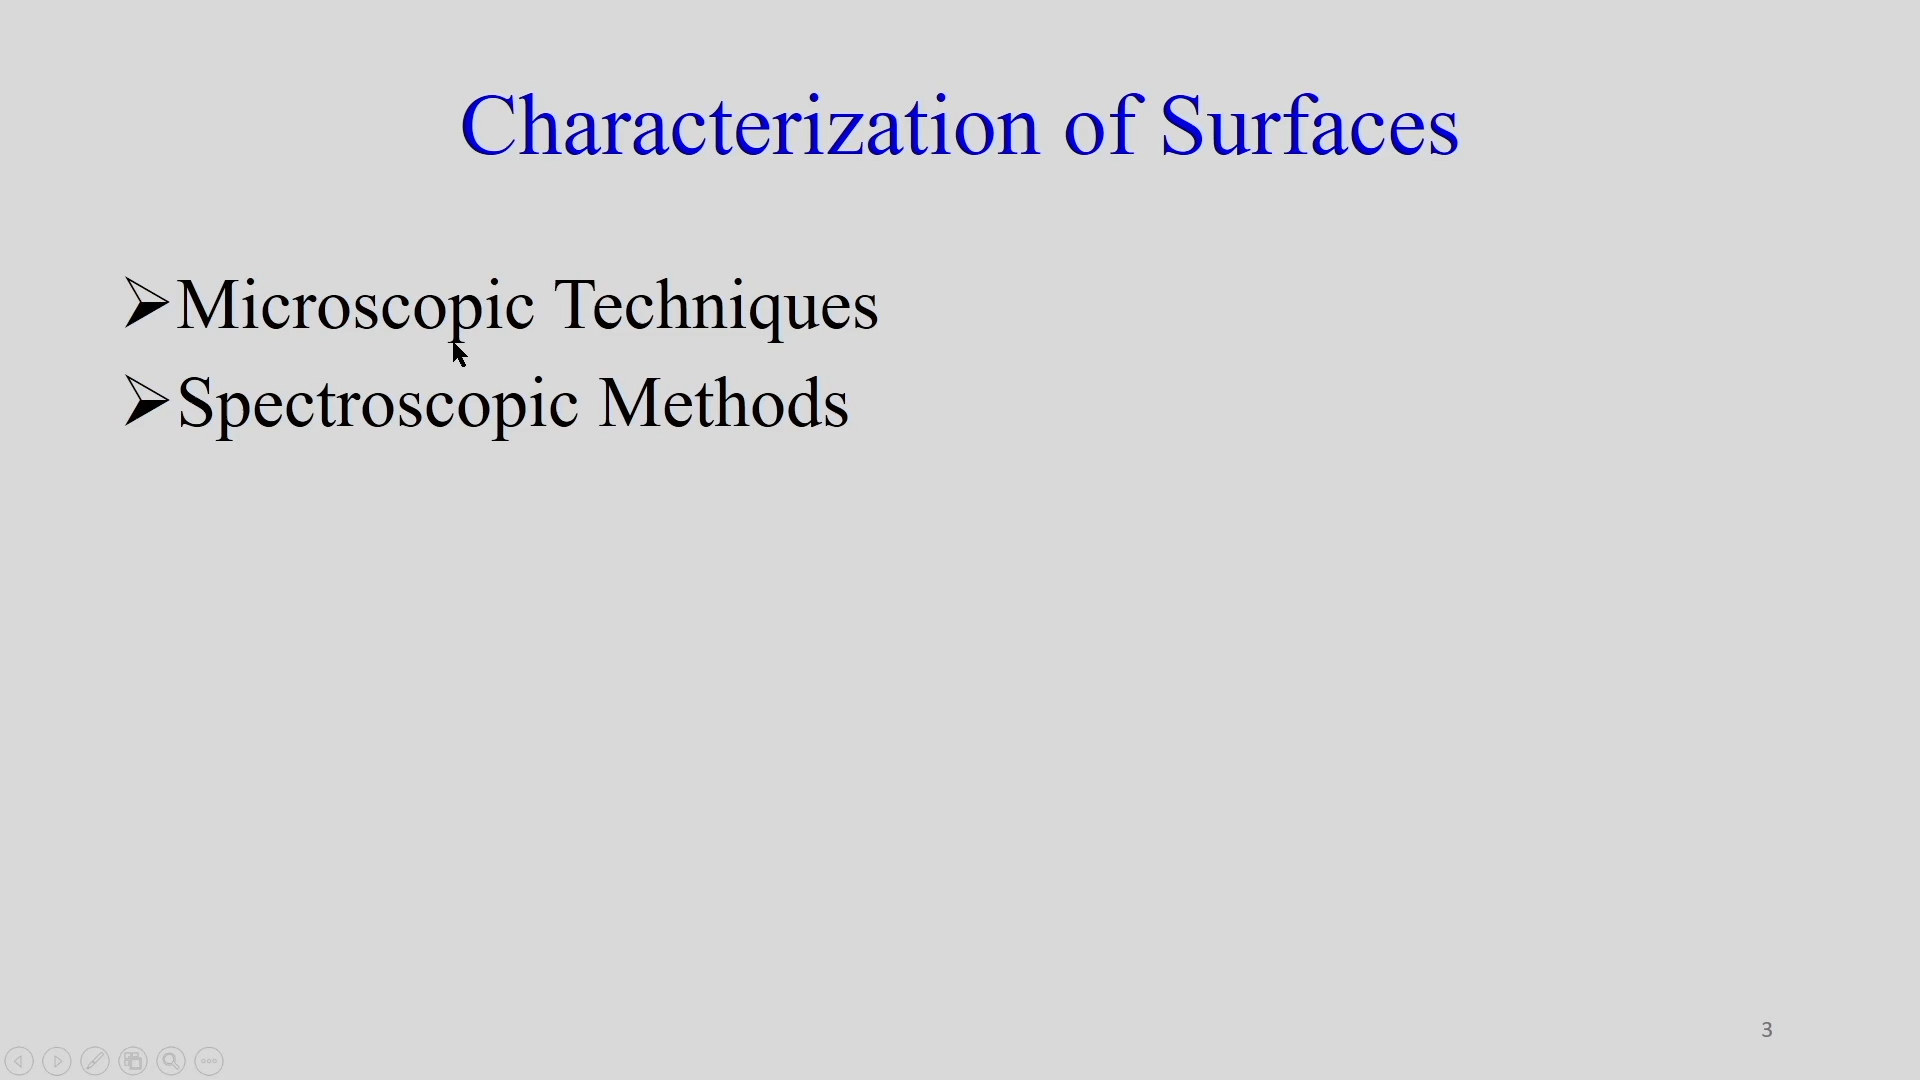 Characterization of Surfaces
➢Microscopic Techniques
➢Spectroscopic Methods
3